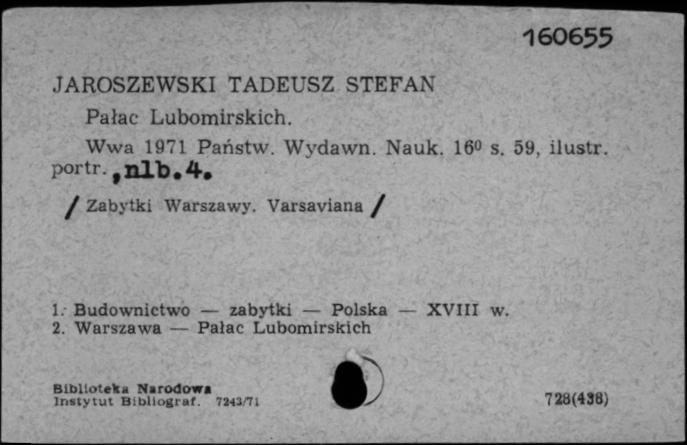 160655
JAROSZEWSKI TADEUSZ STEFAN
Pałac Lubomirskich.
Wwa 1971 Państw. Wydawn. Nauk. 16⁰ s. 59, ilustr.
portr. , nlb. 4.
/ Zabytki Warszawy. Varsaviana /
1. Budownictwo — zabytki — Polska — XVIII w.
2. Warszawa — Pałac Lubomirskich
Biblioteka Narodowa
Instytut Bibliograf. 7243/71
728(438)